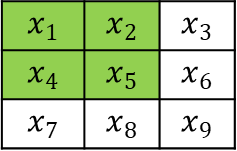 x₁ x₂ x₃
x₄ x₅ x₆
x₇ x₈ x₉